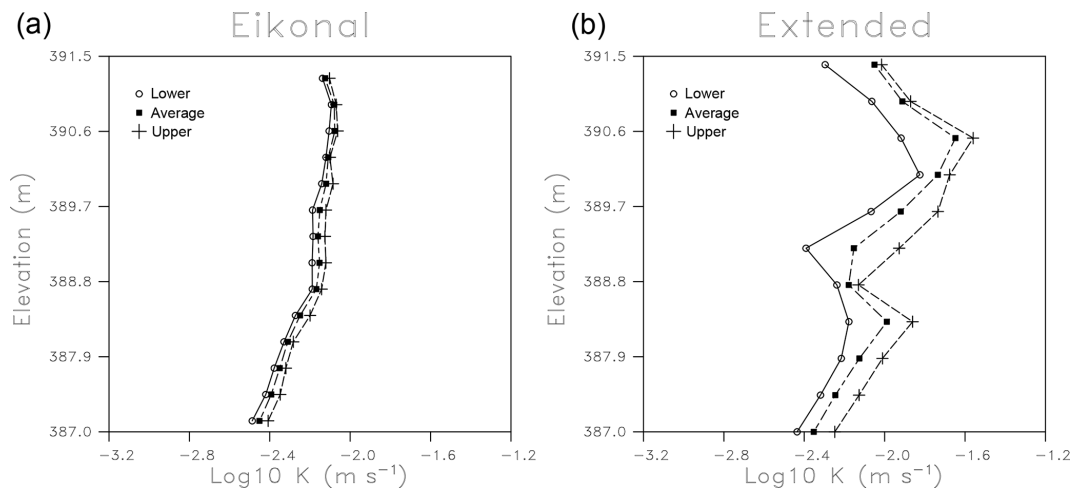 (a) Eikonal
391.5
390.6
389.7
388.8
387.9
387.0
Elevation (m)
Lower
Average
Upper
−3.2 −2.8 −2.4 −2.0 −1.6 −1.2
Log10 K (m s⁻¹)
(b) Extended
391.5
390.6
389.7
388.8
387.9
387.0
Elevation (m)
Lower
Average
Upper
−3.2 −2.8 −2.4 −2.0 −1.6 −1.2
Log10 K (m s⁻¹)